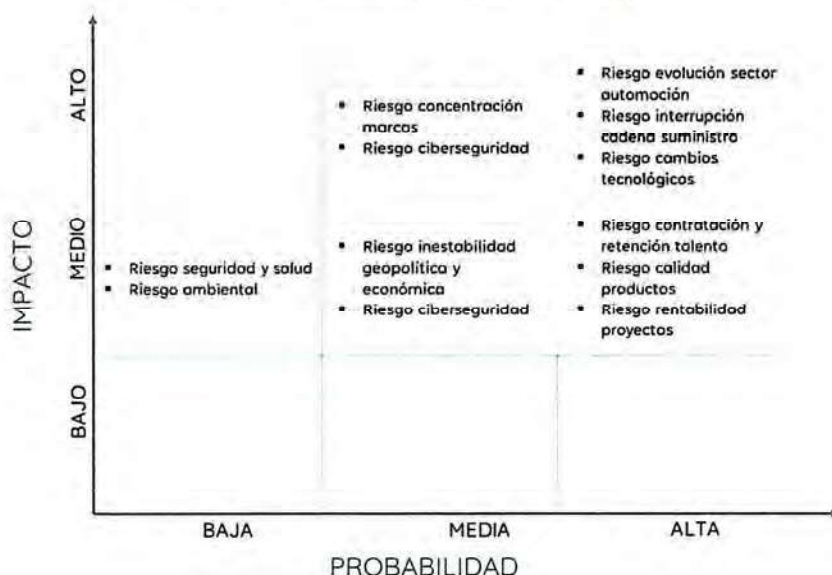 IMPACTO
ALTO
MEDIO
BAJO
▪ Riesgo concentración
marcas
▪ Riesgo ciberseguridad
▪ Riesgo evolución sector
automoción
▪ Riesgo interrupción
cadena suministro
▪ Riesgo cambios
tecnológicos
▪ Riesgo seguridad y salud
▪ Riesgo ambiental
▪ Riesgo inestabilidad
geopolítica y
económica
▪ Riesgo ciberseguridad
▪ Riesgo contratación y
retención talento
▪ Riesgo calidad
productos
▪ Riesgo rentabilidad
proyectos
BAJA
MEDIA
ALTA
PROBABILIDAD